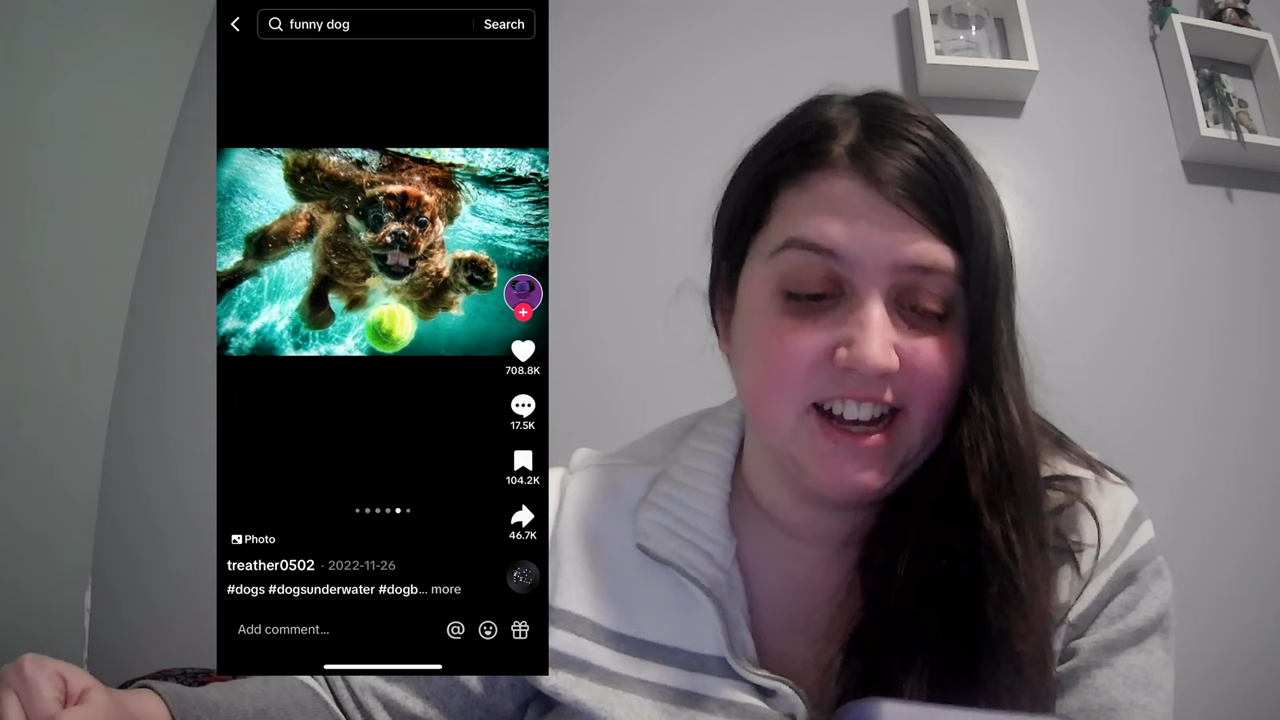 funny dog
Search
708.8K
17.5K
104.2K
46.7K
Photo
treather0502 · 2022-11-26
#dogs #dogsunderwater #dogb... more
Add comment...